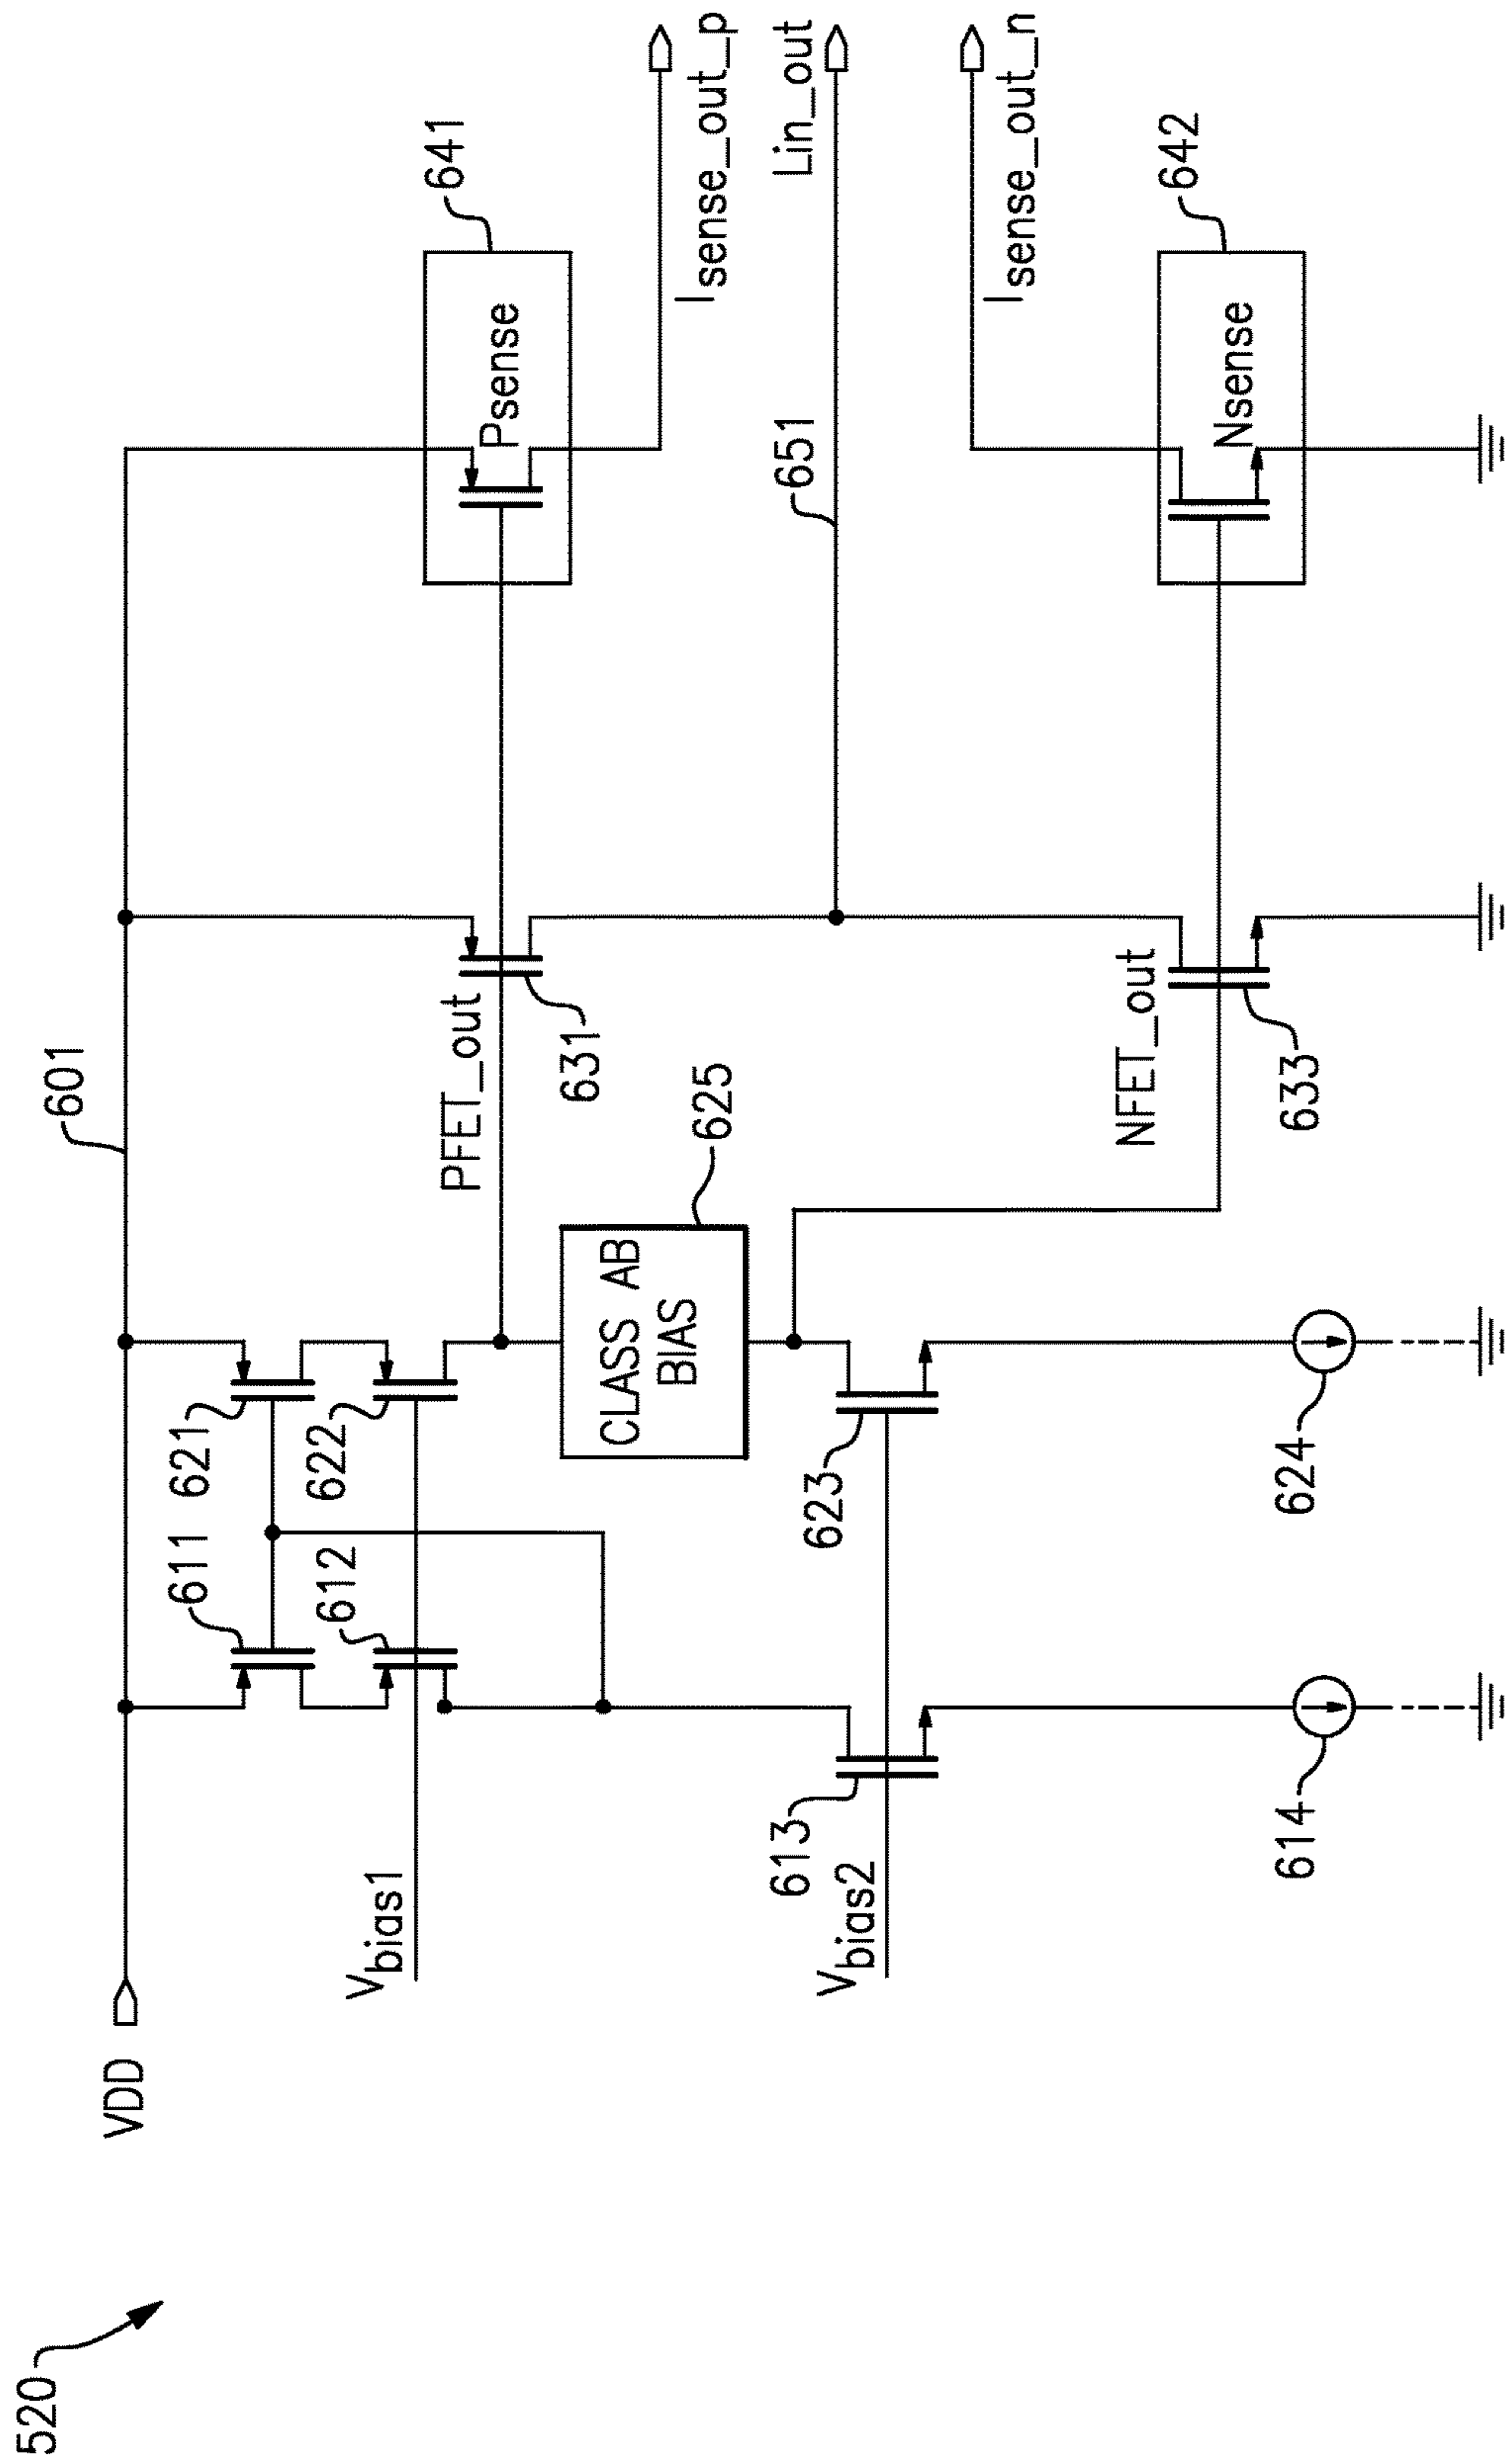 520
VDD
601
611
621
612
622
Vbias1
PFET_out
631
641
Psense
Isense_out_p
CLASS AB
BIAS
625
651
Lin_out
Isense_out_n
613
Vbias2
623
NFET_out
633
Nsense
642
614
624